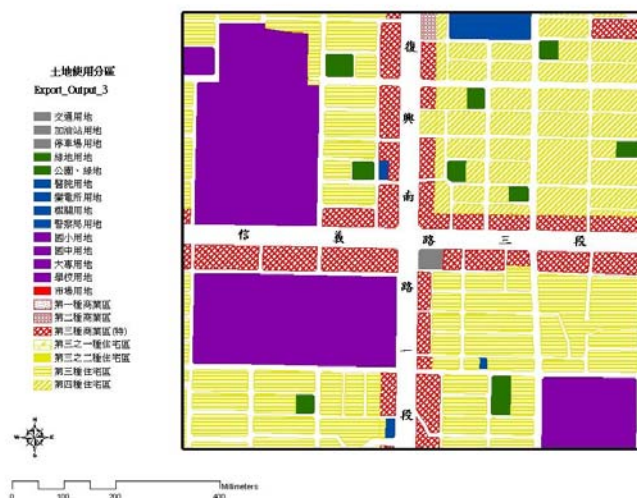 土地使用分區
Export_Output_3
交通用地
加油站用地
停車場用地
綠地用地
公園、綠地
醫院用地
變電所用地
機關用地
警察局用地
國小用地
國中用地
大專用地
學校用地
市場用地
第一種商業區
第二種商業區
第三種商業區(特)
第三之一種住宅區
第三之二種住宅區
第三種住宅區
第四種住宅區
復興南路一段
信義路三段
N
W E
S
Millimeters
0 50 100 200 400